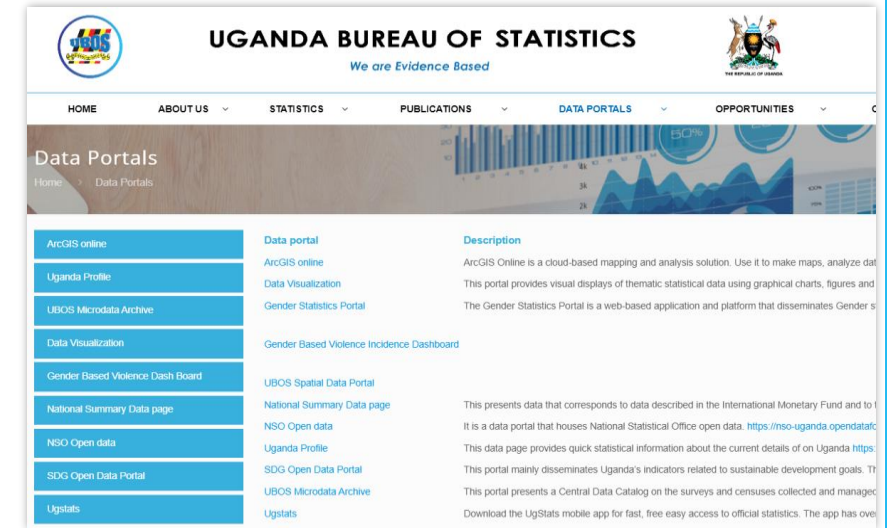 UBOS
UGANDA BUREAU OF STATISTICS
We are Evidence Based
THE REPUBLIC OF UGANDA
HOME ABOUT US STATISTICS PUBLICATIONS DATA PORTALS OPPORTUNITIES
Data Portals
Home > Data Portals
50%
ArcGIS online
Uganda Profile
UBOS Microdata Archive
Data Visualization
Gender Based Violence Dash Board
National Summary Data page
NSO Open data
SDG Open Data Portal
Ugstats
Data portal Description
ArcGIS online ArcGIS Online is a cloud-based mapping and analysis solution. Use it to make maps, analyze dat
Data Visualization This portal provides visual displays of thematic statistical data using graphical charts, figures and
Gender Statistics Portal The Gender Statistics Portal is a web-based application and platform that disseminates Gender s
Gender Based Violence Incidence Dashboard
UBOS Spatial Data Portal
National Summary Data page This presents data that corresponds to data described in the International Monetary Fund and to
NSO Open data It is a data portal that houses National Statistical Office open data. https://nso-uganda.opendatafo
Uganda Profile This data page provides quick statistical information about the current details of on Uganda https:
SDG Open Data Portal This portal mainly disseminates Uganda's indicators related to sustainable development goals. Th
UBOS Microdata Archive This portal presents a Central Data Catalog on the surveys and censuses collected and managed
Ugstats Download the UgStats mobile app for fast, free easy access to official statistics. The app has ove